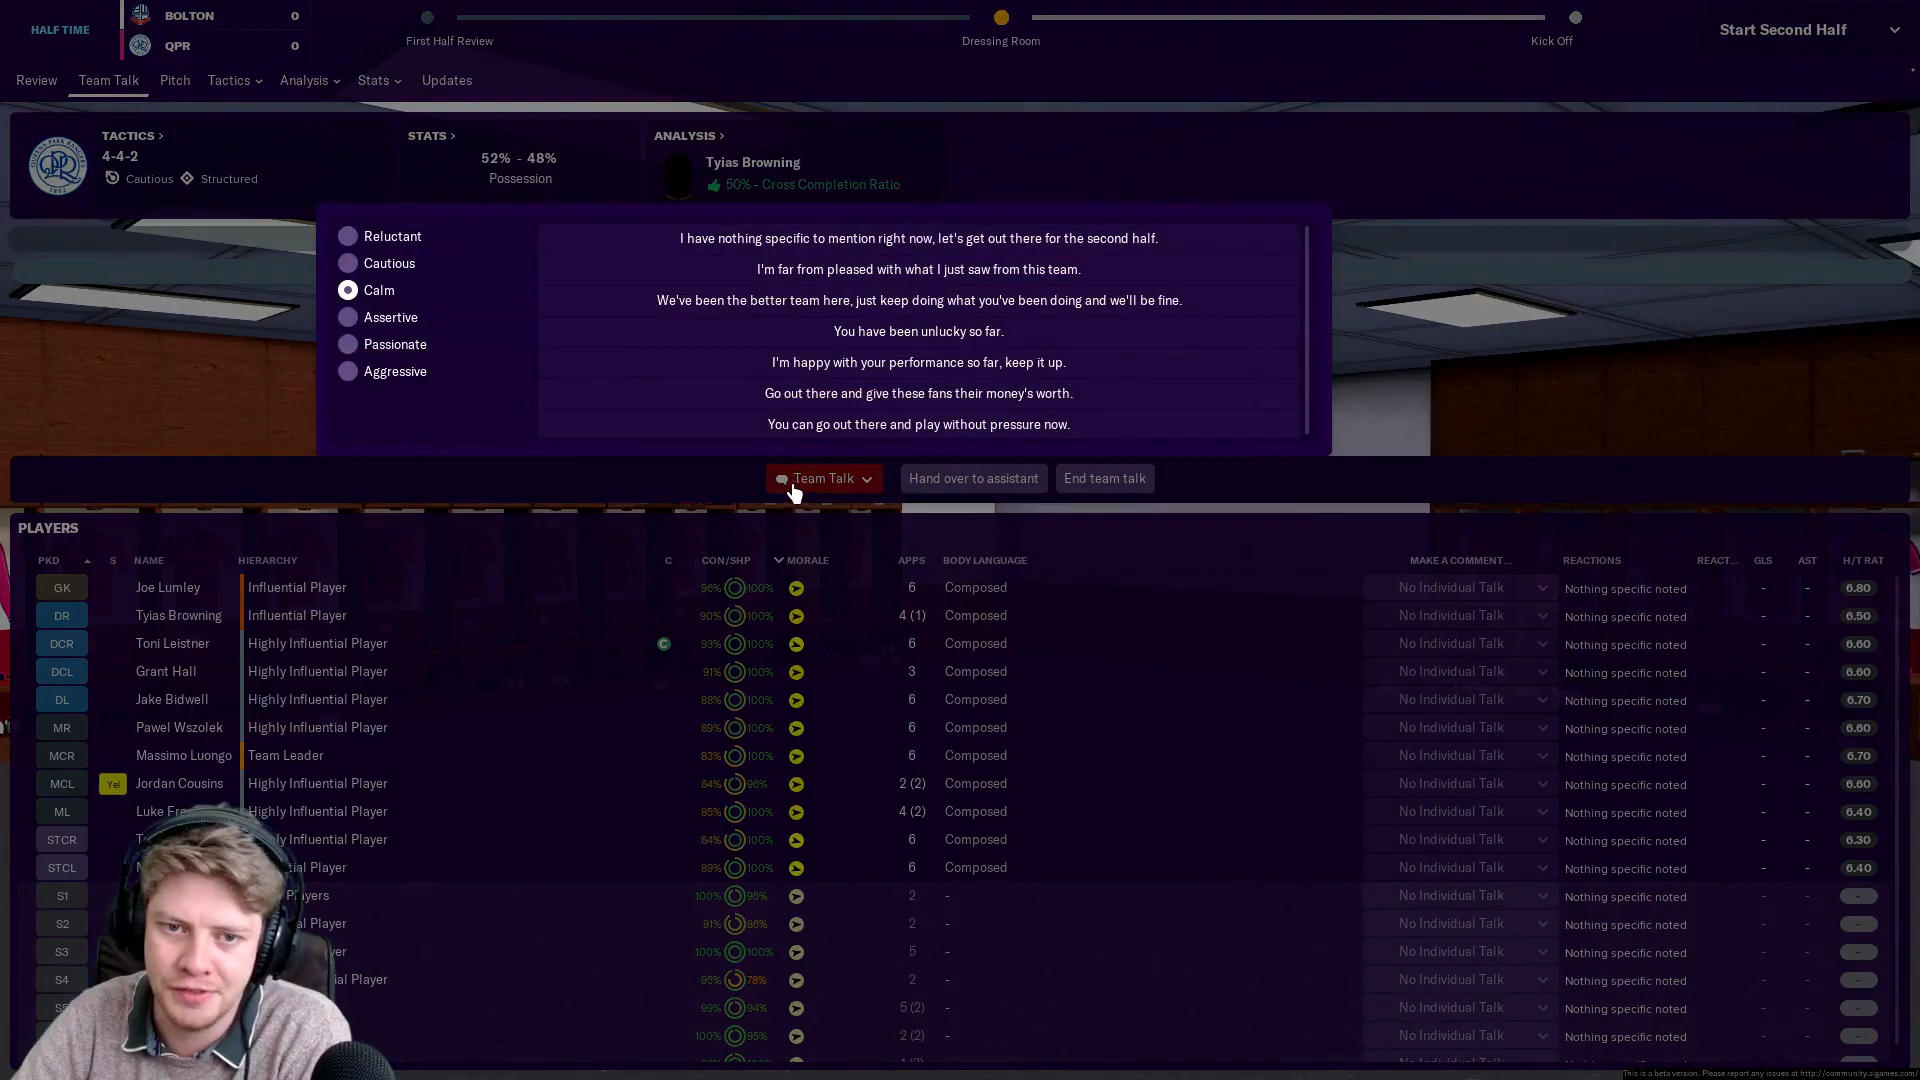 HALF TIME
BOLTON 0
QPR 0
First Half Review
Dressing Room
Kick Off
Start Second Half
Review Team Talk Pitch Tactics Analysis Stats Updates
TACTICS >
4-4-2
Cautious Structured
STATS >
52% - 48%
Possession
ANALYSIS >
Tyias Browning
50% - Cross Completion Ratio
Reluctant
Cautious
Calm
Assertive
Passionate
Aggressive
I have nothing specific to mention right now, let's get out there for the second half.
I'm far from pleased with what I just saw from this team.
We've been the better team here, just keep doing what you've been doing and we'll be fine.
You have been unlucky so far.
I'm happy with your performance so far, keep it up.
Go out there and give these fans their money's worth.
You can go out there and play without pressure now.
Team Talk Hand over to assistant End team talk
PLAYERS
PKD S NAME HIERARCHY C CON/SHP MORALE APPS BODY LANGUAGE MAKE A COMMENT... REACTIONS REACT... GLS AST H/T RAT
GK Joe Lumley Influential Player 96% 100% 6 Composed No Individual Talk Nothing specific noted - - 6.80
DR Tyias Browning Influential Player 90% 100% 4 (1) Composed No Individual Talk Nothing specific noted - - 6.50
DCR Toni Leistner Highly Influential Player C 93% 100% 6 Composed No Individual Talk Nothing specific noted - - 6.60
DCL Grant Hall Highly Influential Player 91% 100% 3 Composed No Individual Talk Nothing specific noted - - 6.60
DL Jake Bidwell Highly Influential Player 88% 100% 6 Composed No Individual Talk Nothing specific noted - - 6.70
MR Pawel Wszolek Highly Influential Player 89% 100% 6 Composed No Individual Talk Nothing specific noted - - 6.60
MCR Massimo Luongo Team Leader 83% 100% 6 Composed No Individual Talk Nothing specific noted - - 6.70
MCL Yel Jordan Cousins Highly Influential Player 84% 96% 2 (2) Composed No Individual Talk Nothing specific noted - - 6.60
ML Luke Highly Influential Player 85% 100% 4 (2) Composed No Individual Talk Nothing specific noted - - 6.40
STCR Influential Player 84% 100% 6 Composed No Individual Talk Nothing specific noted - - 6.30
STCL Player 89% 100% 6 Composed No Individual Talk Nothing specific noted - - 6.40
S1 Players 100% 95% 2 - No Individual Talk Nothing specific noted - - -
S2 Player 91% 86% 2 - No Individual Talk Nothing specific noted - - -
S3 100% 100% 5 - No Individual Talk Nothing specific noted - - -
S4 Player 95% 78% 2 - No Individual Talk Nothing specific noted - - -
99% 94% 5 (2) - No Individual Talk Nothing specific noted - - -
100% 95% 2 (2) - No Individual Talk Nothing specific noted - - -
This is a beta version. Please report any issues at http://community.sigames.com/